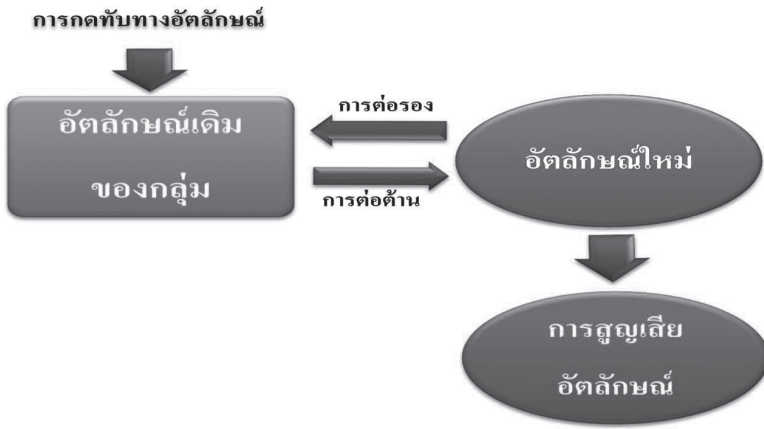 การกดทับทางอัตลักษณ์
อัตลักษณ์เดิม
ของกลุ่ม
การต่อรอง
การต่อต้าน
อัตลักษณ์ใหม่
การสูญเสีย
อัตลักษณ์